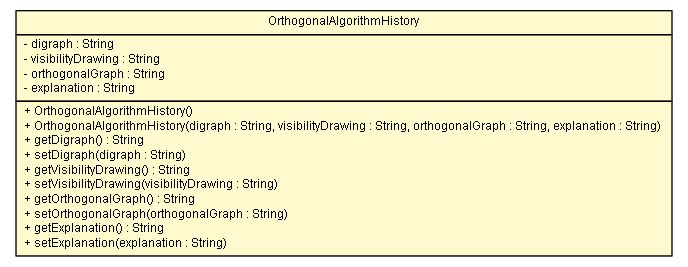 OrthogonalAlgorithmHistory
- digraph : String
- visibilityDrawing : String
- orthogonalGraph : String
- explanation : String
+ OrthogonalAlgorithmHistory()
+ OrthogonalAlgorithmHistory(digraph : String, visibilityDrawing : String, orthogonalGraph : String, explanation : String)
+ getDigraph() : String
+ setDigraph(digraph : String)
+ getVisibilityDrawing() : String
+ setVisibilityDrawing(visibilityDrawing : String)
+ getOrthogonalGraph() : String
+ setOrthogonalGraph(orthogonalGraph : String)
+ getExplanation() : String
+ setExplanation(explanation : String)